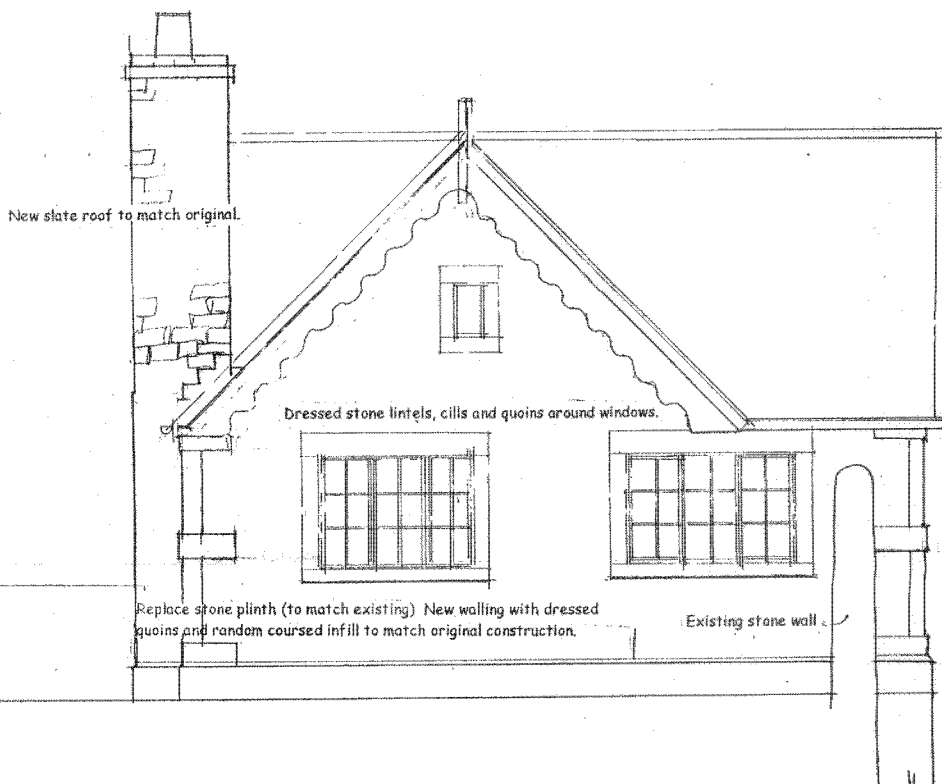 New slate roof to match original.
Dressed stone lintels, cills and quoins around windows.
Replace stone plinth (to match existing)  New walling with dressed
quoins and random coursed infill to match original construction.
Existing stone wall